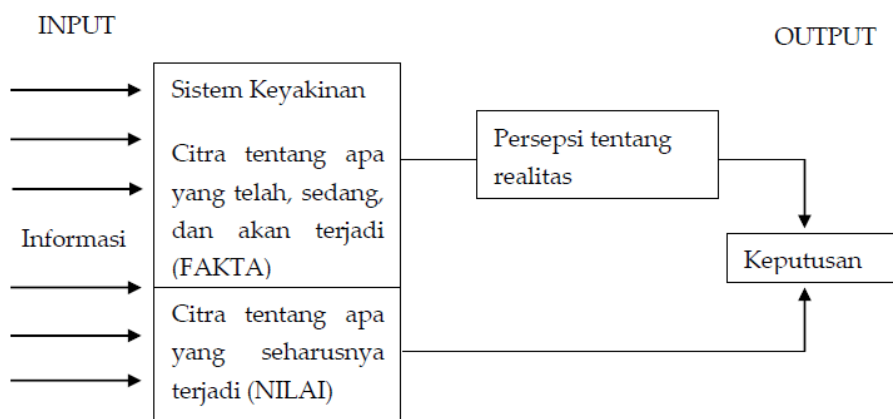 INPUT
OUTPUT
Sistem Keyakinan
Citra tentang apa
yang telah, sedang,
dan akan terjadi
(FAKTA)
Informasi
Citra tentang apa
yang seharusnya
terjadi (NILAI)
Persepsi tentang
realitas
Keputusan